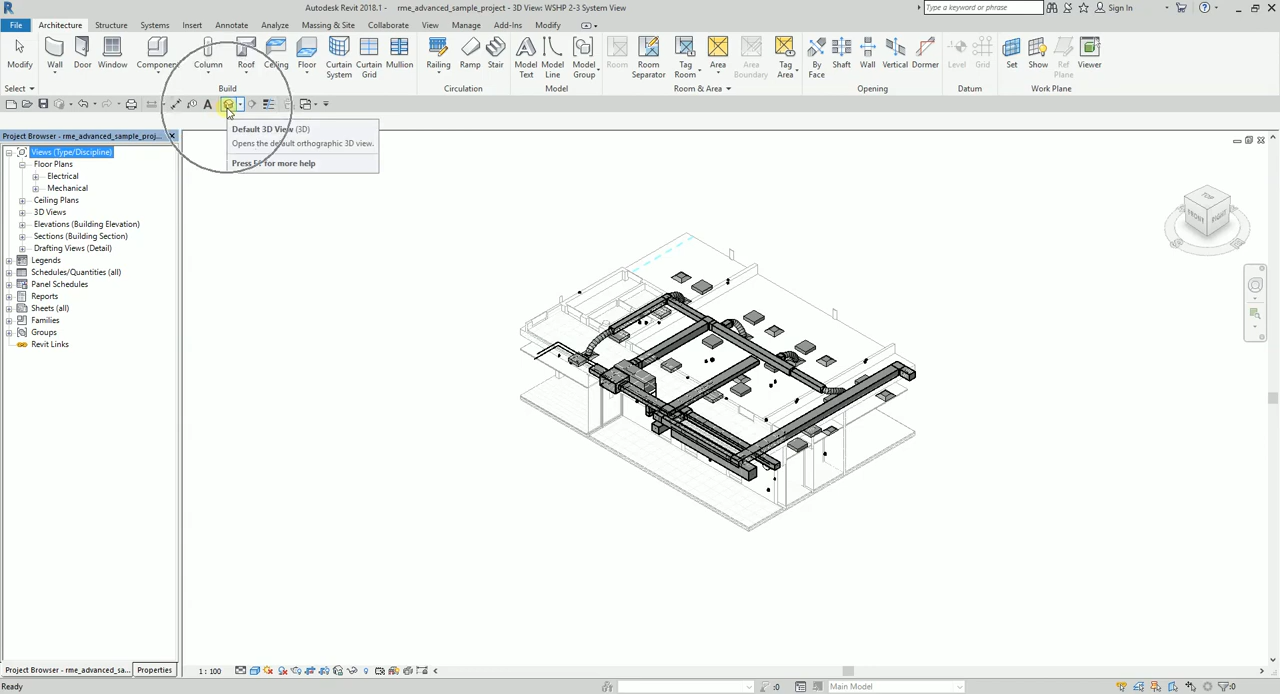 Autodesk Revit 2018.1 - rme_advanced_sample_project - 3D View: WSHP 2-3 System View
Type a keyword or phrase
Sign In
File Architecture Structure Systems Insert Annotate Analyze Massing & Site Collaborate View Manage Add-Ins Modify
Modify Wall Door Window Component Column Roof Ceiling Floor Curtain System Curtain Grid Mullion Railing Ramp Stair Model Text Model Line Model Group Room Room Separator Tag Room Area Area Boundary Tag Area By Face Shaft Wall Vertical Dormer Level Grid Set Show Ref Plane Viewer
Select Build Circulation Model Room & Area Opening Datum Work Plane
Default 3D View (3D)
Opens the default orthographic 3D view.
Press F1 for more help
Project Browser - rme_advanced_sample_proj...
Views (Type/Discipline)
Floor Plans
Electrical
Mechanical
Ceiling Plans
3D Views
Elevations (Building Elevation)
Sections (Building Section)
Drafting Views (Detail)
Legends
Schedules/Quantities (all)
Panel Schedules
Reports
Sheets (all)
Families
Groups
Revit Links
TOP
FRONT RIGHT
Project Browser - rme_advanced_sa... Properties
1 : 100
Ready
:0
Main Model
:0